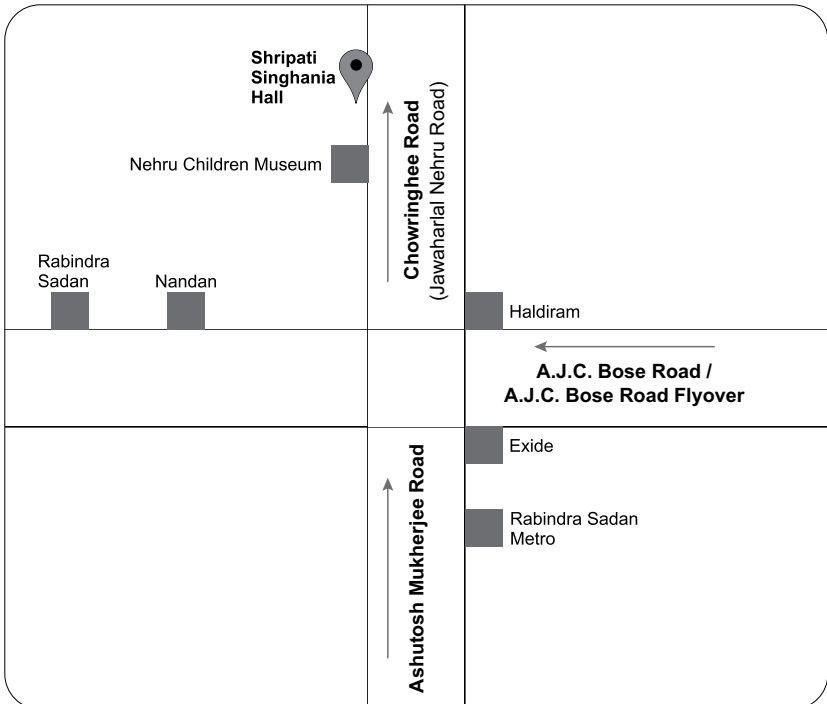 Shripati
Singhania
Hall
Nehru Children Museum
Chowringhee Road
(Jawaharlal Nehru Road)
Rabindra
Sadan
Nandan
Haldiram
A.J.C. Bose Road /
A.J.C. Bose Road Flyover
Exide
Ashutosh Mukherjee Road
Rabindra Sadan
Metro